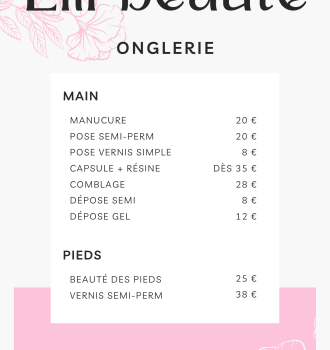 Elli beauté
ONGLERIE
MAIN
MANUCURE 20 €
POSE SEMI-PERM 20 €
POSE VERNIS SIMPLE 8 €
CAPSULE + RÉSINE DÈS 35 €
COMBLAGE 28 €
DÉPOSE SEMI 8 €
DÉPOSE GEL 12 €
PIEDS
BEAUTÉ DES PIEDS 25 €
VERNIS SEMI-PERM 38 €